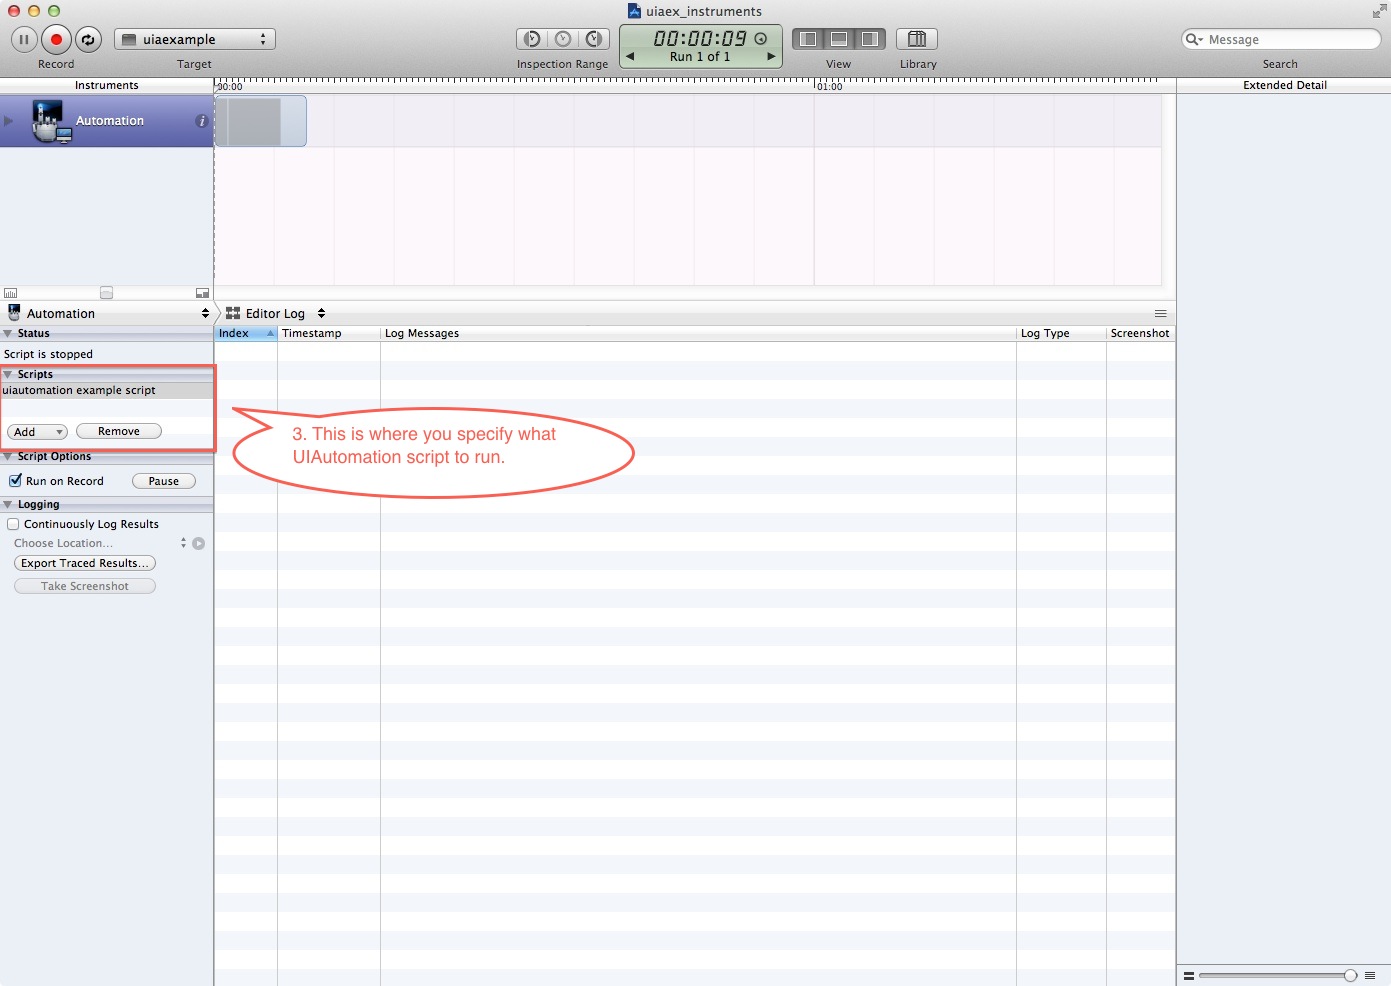 uiaex_instruments
uiaexample
00:00:09
Run 1 of 1
Message
Record
Target
Inspection Range
View
Library
Search
Instruments
00:00
01:00
Extended Detail
Automation
Automation
Editor Log
Status
Index
Timestamp
Log Messages
Log Type
Screenshot
Script is stopped
Scripts
uiautomation example script
Add
Remove
3. This is where you specify what
UIAutomation script to run.
Script Options
Run on Record
Pause
Logging
Continuously Log Results
Choose Location...
Export Traced Results...
Take Screenshot